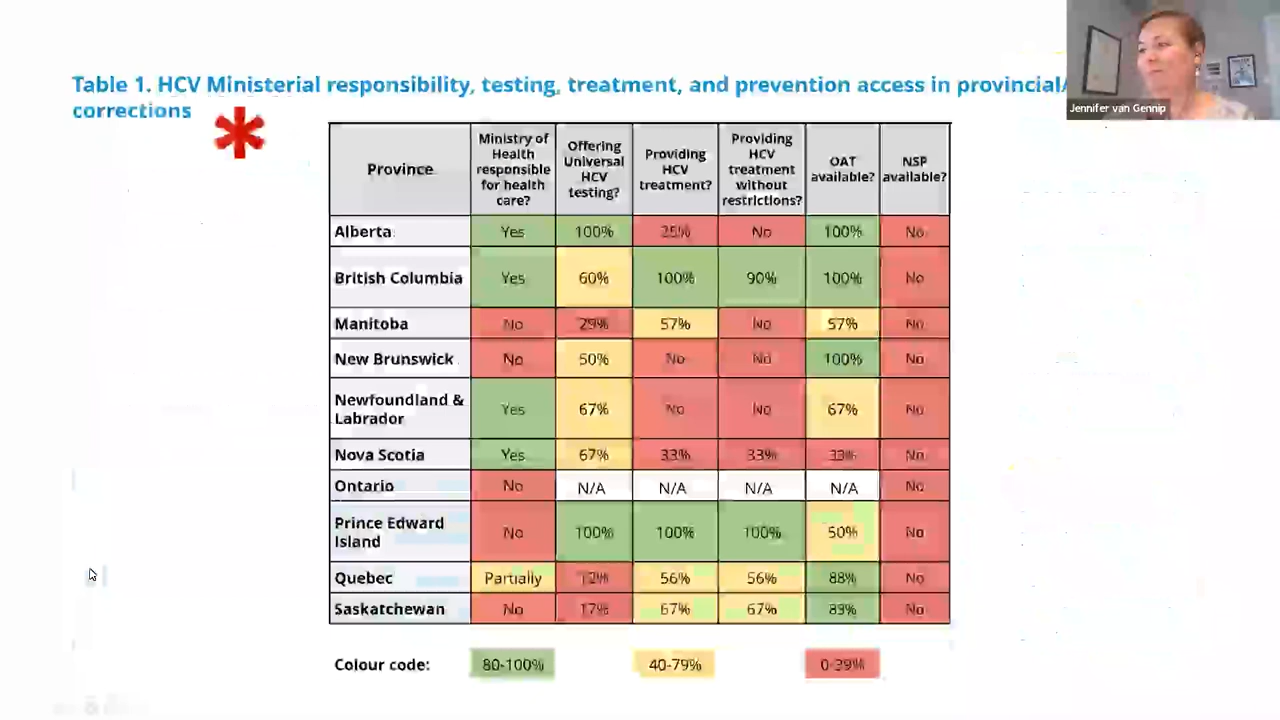 Table 1. HCV Ministerial responsibility, testing, treatment, and prevention access in provincial/
corrections
*
Jennifer van Gennip
Province
Ministry of
Health
responsible
for health
care?
Offering
Universal
HCV
testing?
Providing
HCV
treatment?
Providing
HCV
treatment
without
restrictions?
OAT
available?
NSP
available?
Alberta Yes 100% 25% No 100% No
British Columbia Yes 60% 100% 90% 100% No
Manitoba No 29% 57% No 57% No
New Brunswick No 50% No No 100% No
Newfoundland &
Labrador Yes 67% No No 67% No
Nova Scotia Yes 67% 33% 33% 33% No
Ontario No N/A N/A N/A N/A No
Prince Edward
Island No 100% 100% 100% 50% No
Quebec Partially 56% 56% 88% No
Saskatchewan No 17% 67% 67% 83% No
Colour code: 80-100% 40-79% 0-39%